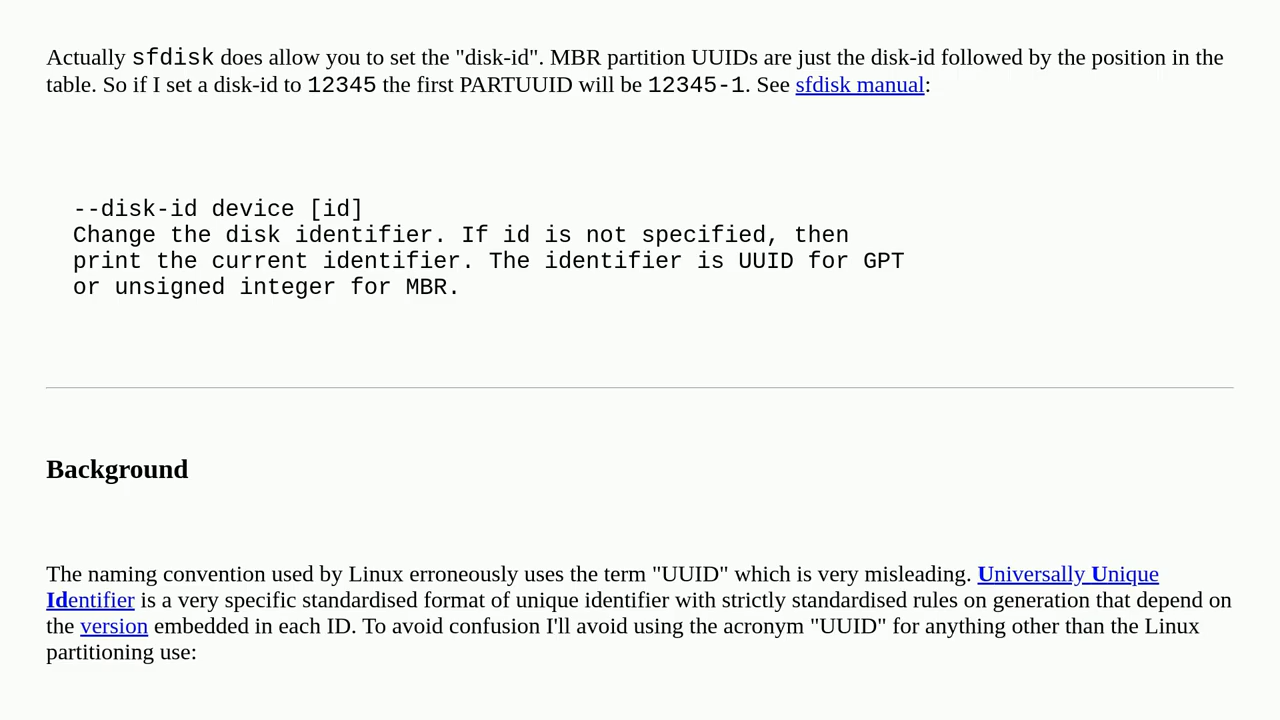 Actually sfdisk does allow you to set the "disk-id". MBR partition UUIDs are just the disk-id followed by the position in the
table. So if I set a disk-id to 12345 the first PARTUUID will be 12345-1. See sfdisk manual:
--disk-id device [id]
Change the disk identifier. If id is not specified, then
print the current identifier. The identifier is UUID for GPT
or unsigned integer for MBR.
Background
The naming convention used by Linux erroneously uses the term "UUID" which is very misleading. Universally Unique
Identifier is a very specific standardised format of unique identifier with strictly standardised rules on generation that depend on
the version embedded in each ID. To avoid confusion I'll avoid using the acronym "UUID" for anything other than the Linux
partitioning use: